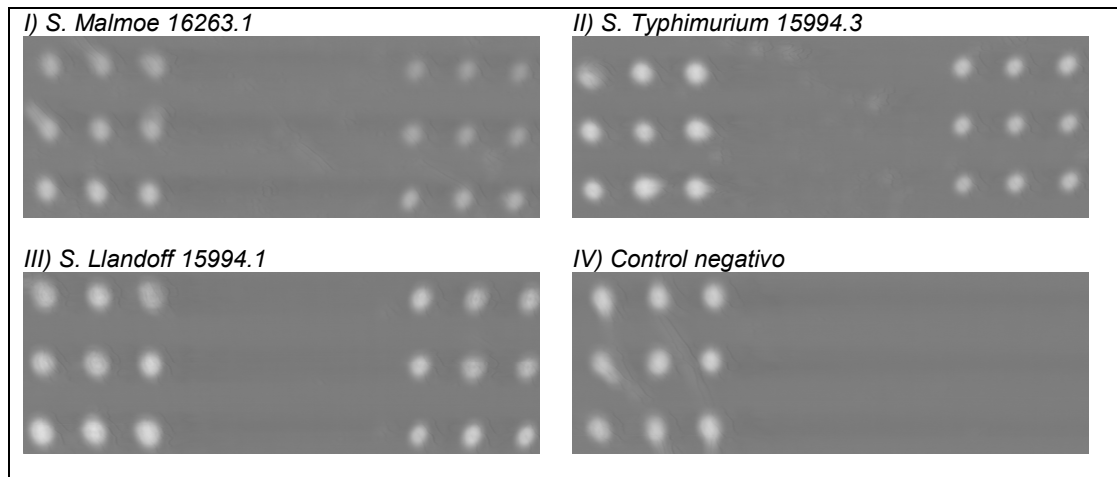 I) S. Malmoe 16263.1
II) S. Typhimurium 15994.3
III) S. Llandoff 15994.1
IV) Control negativo